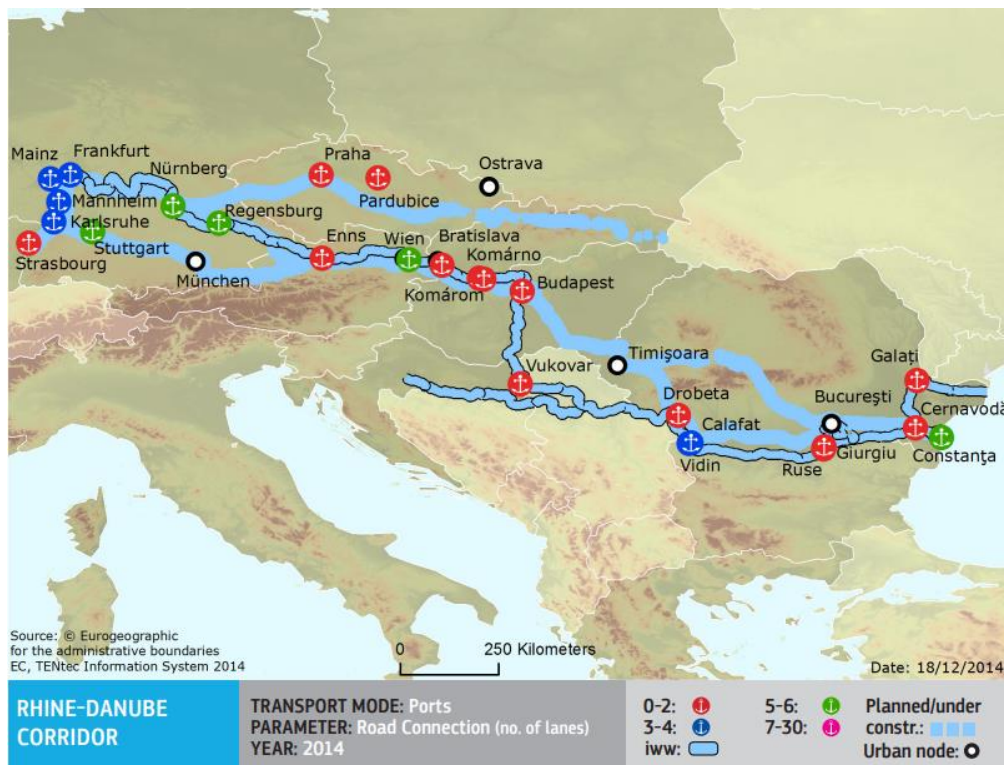 Mainz
Frankfurt
Nürnberg
Praha
Ostrava
Mannheim
Pardubice
Karlsruhe
Regensburg
Stuttgart
Enns
Wien
Bratislava
Strasbourg
München
Komárno
Komárom
Budapest
Vukovar
Timişoara
Galaţi
Drobeta
Bucureşti
Cernavodă
Calafat
Vidin
Ruse
Giurgiu
Constanţa
Source: © Eurogeographic
for the administrative boundaries
EC, TENtec Information System 2014
0 250 Kilometers
Date: 18/12/2014
RHINE-DANUBE
CORRIDOR
TRANSPORT MODE: Ports
PARAMETER: Road Connection (no. of lanes)
YEAR: 2014
0-2: 5-6: Planned/under
3-4: 7-30: constr.:
iww: Urban node: